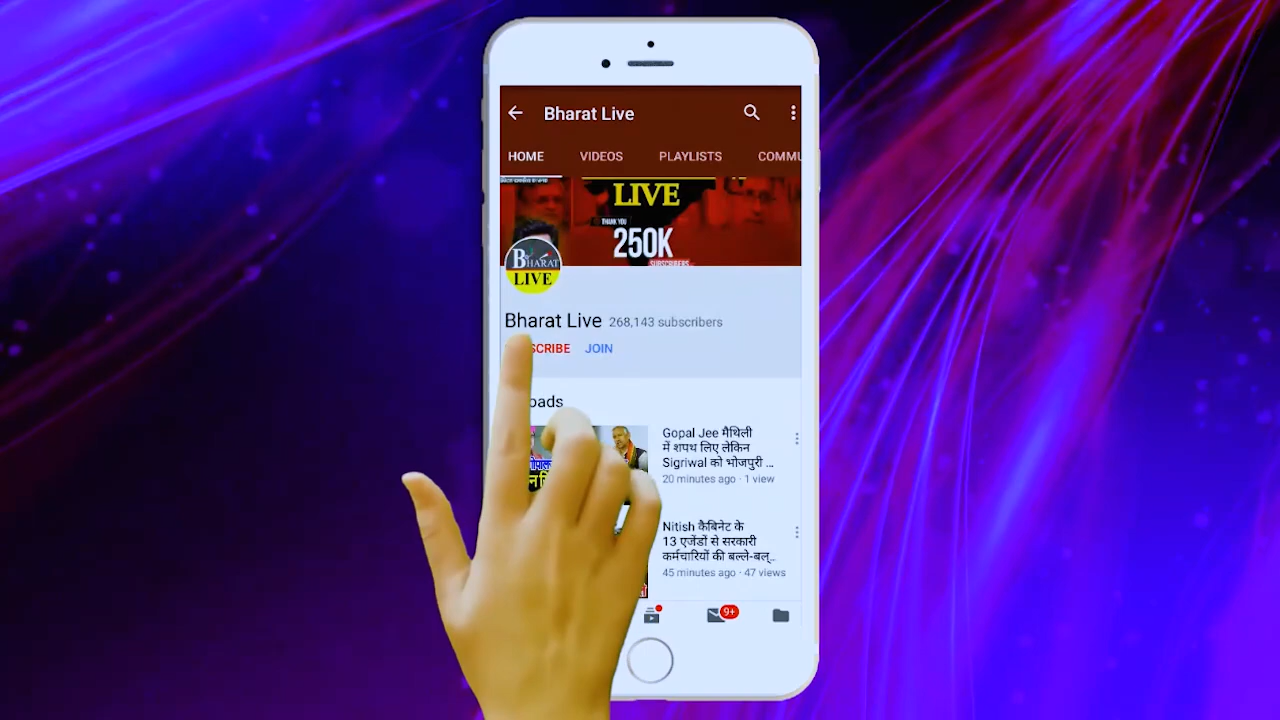 Bharat Live
HOME VIDEOS PLAYLISTS COMMU
LIVE
THANK YOU
250K
SUBSCRIBERS
BHARAT
LIVE
Bharat Live 268,143 subscribers
SCRIBE JOIN
oads
Gopal Jee मैथिली
में शपथ लिए लेकिन
Sigriwal को भोजपुरी ...
20 minutes ago · 1 view
Nitish कैबिनेट के
13 एजेंडों से सरकारी
कर्मचारियों की बल्ले-बल्...
45 minutes ago · 47 views
9+